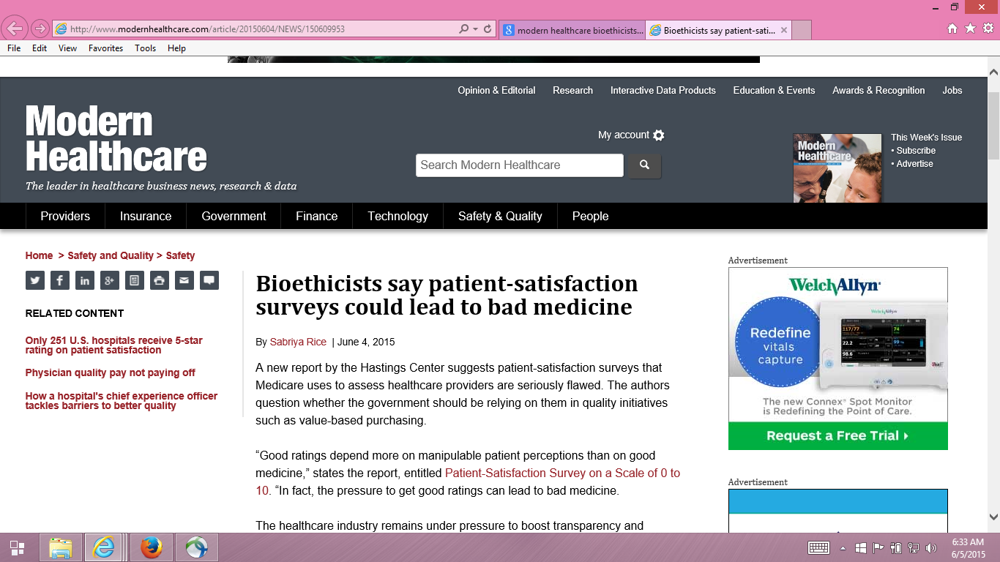 http://www.modernhealthcare.com/article/20150604/NEWS/150609953
modern healthcare bioethicists...
Bioethicists say patient-sati...
File Edit View Favorites Tools Help
Opinion & Editorial Research Interactive Data Products Education & Events Awards & Recognition Jobs
Modern
Healthcare
The leader in healthcare business news, research & data
My account
Search Modern Healthcare
Modern
Healthcare
This Week's Issue
• Subscribe
• Advertise
Providers Insurance Government Finance Technology Safety & Quality People
Home > Safety and Quality > Safety
RELATED CONTENT
Only 251 U.S. hospitals receive 5-star
rating on patient satisfaction
Physician quality pay not paying off
How a hospital's chief experience officer
tackles barriers to better quality
Bioethicists say patient-satisfaction
surveys could lead to bad medicine
By Sabriya Rice | June 4, 2015
A new report by the Hastings Center suggests patient-satisfaction surveys that
Medicare uses to assess healthcare providers are seriously flawed. The authors
question whether the government should be relying on them in quality initiatives
such as value-based purchasing.
“Good ratings depend more on manipulable patient perceptions than on good
medicine,” states the report, entitled Patient-Satisfaction Survey on a Scale of 0 to
10. “In fact, the pressure to get good ratings can lead to bad medicine.
The healthcare industry remains under pressure to boost transparency and
Advertisement
WelchAllyn®
Redefine
vitals
capture
WelchAllyn
117/77
74
22.2
99
98.6
The new Connex® Spot Monitor
is Redefining the Point of Care.
Request a Free Trial
Advertisement
6:33 AM
6/5/2015